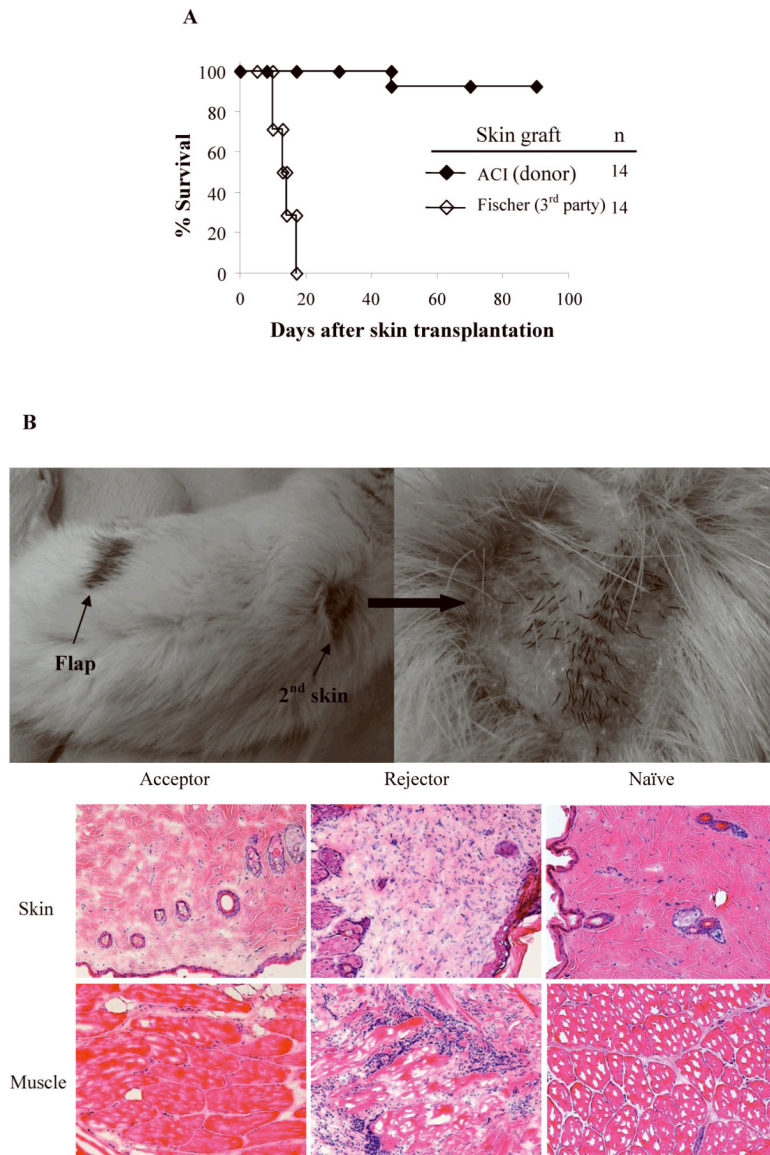 A
% Survival
100
80
60
40
20
0
0 20 40 60 80 100
Days after skin transplantation
Skin graft n
ACI (donor) 14
Fischer (3rd party) 14
B
Flap
2nd skin
Acceptor Rejector Naïve
Skin
Muscle